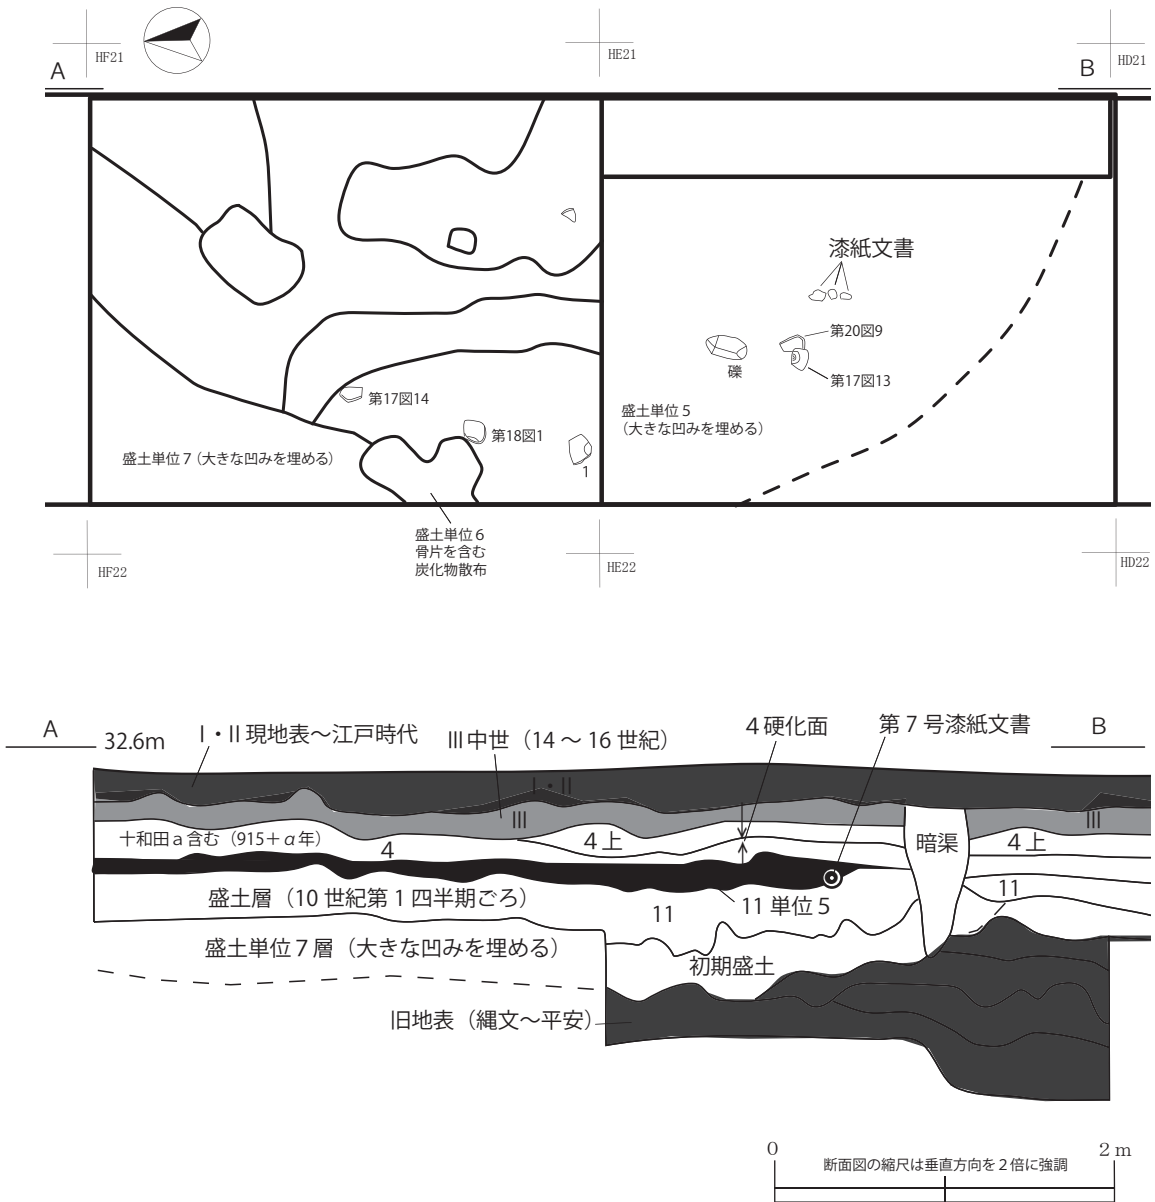 HF21
HE21
HD21
A
B
漆紙文書
第20図9
礫
第17図13
第17図14
盛土単位5
(大きな凹みを埋める)
第18図1
盛土単位7(大きな凹みを埋める)
1
盛土単位6
骨片を含む
炭化物散布
HF22
HE22
HD22
A
32.6m
Ⅰ・Ⅱ現地表～江戸時代
Ⅲ中世(14～16世紀)
4硬化面
第7号漆紙文書
B
Ⅰ・Ⅱ
Ⅲ
Ⅲ
十和田a含む(915+α年)
4
4上
暗渠
4上
盛土層(10世紀第1四半期ごろ)
11
11単位5
11
盛土単位7層(大きな凹みを埋める)
初期盛土
旧地表(縄文～平安)
0
2m
断面図の縮尺は垂直方向を2倍に強調